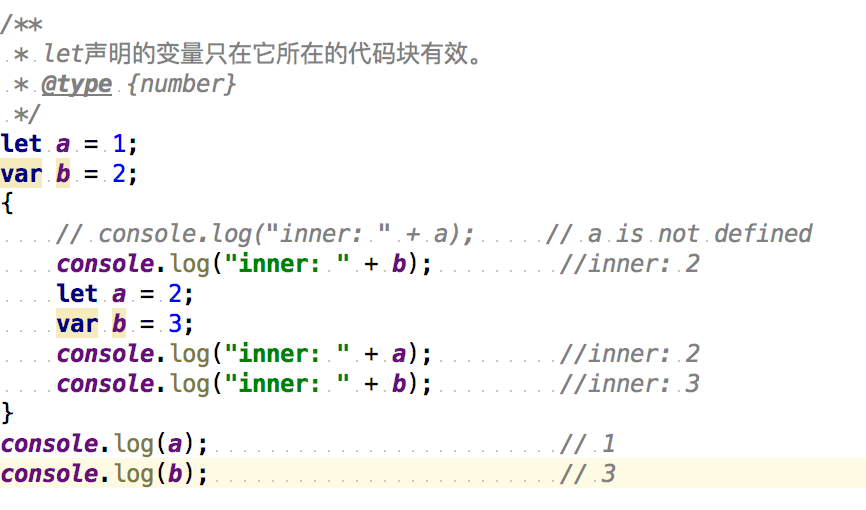 /**
 * let声明的变量只在它所在的代码块有效。
 * @type {number}
 */
let a = 1;
var b = 2;
{
    // console.log("inner: " + a);     // a is not defined
    console.log("inner: " + b);         //inner: 2
    let a = 2;
    var b = 3;
    console.log("inner: " + a);         //inner: 2
    console.log("inner: " + b);         //inner: 3
}
console.log(a);                         // 1
console.log(b);                         // 3